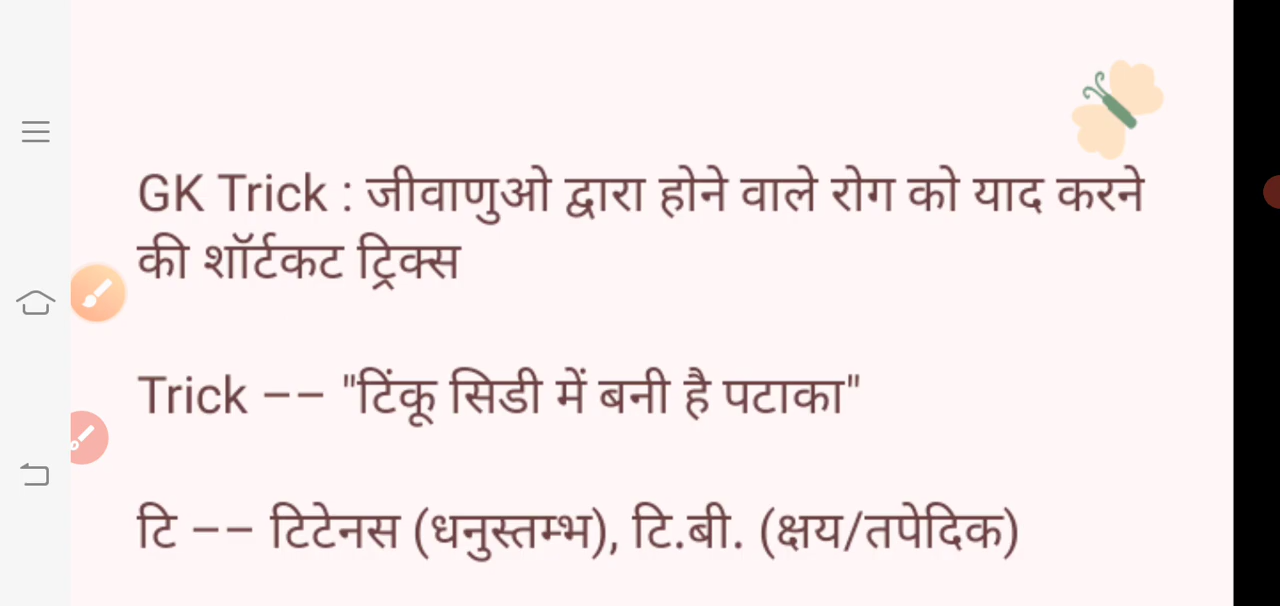 GK Trick : जीवाणुओ द्वारा होने वाले रोग को याद करने
की शॉर्टकट ट्रिक्स
Trick –– "टिंकू सिडी में बनी है पटाका"
टि –– टिटेनस (धनुस्तम्भ), टि.बी. (क्षय/तपेदिक)